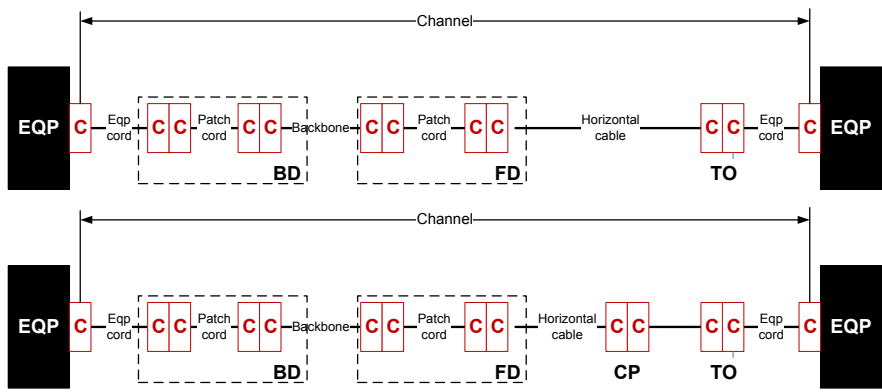 Channel
EQP C Eqp cord C C Patch cord C C Backbone C C Patch cord C C Horizontal cable C C Eqp cord C EQP
BD FD TO
Channel
EQP C Eqp cord C C Patch cord C C Backbone C C Patch cord C C Horizontal cable C C C C Eqp cord C EQP
BD FD CP TO